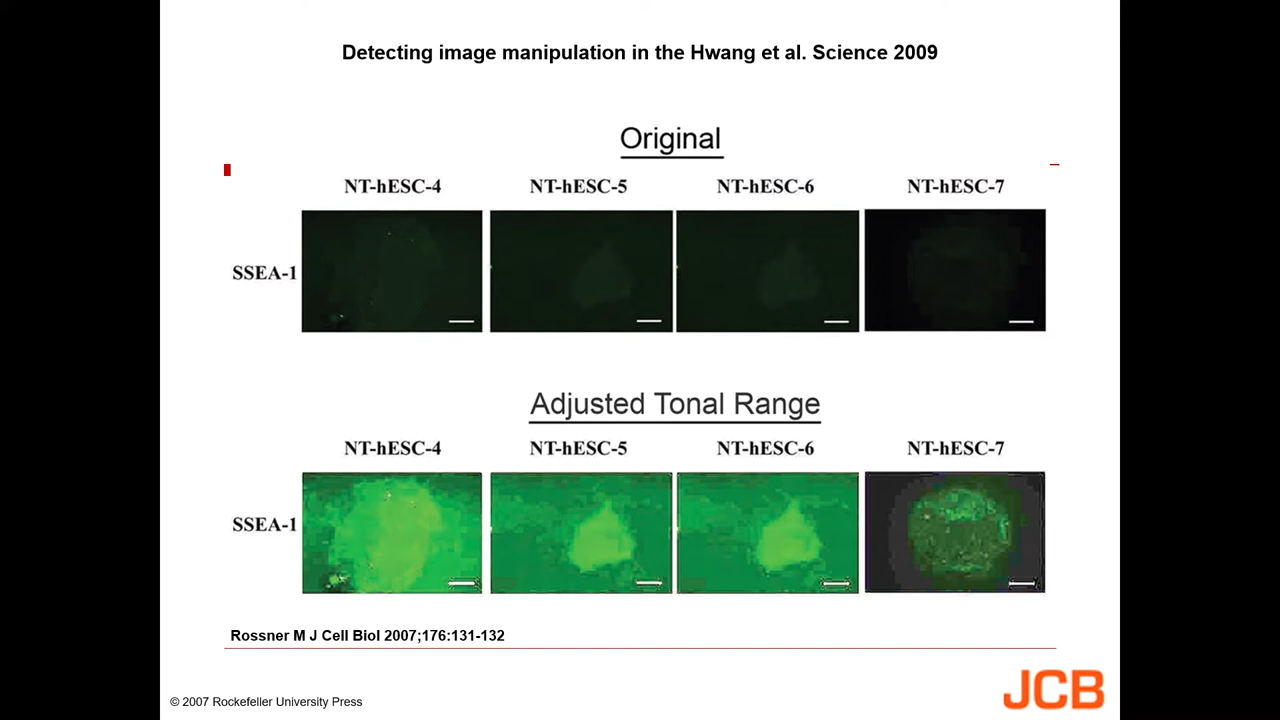 Detecting image manipulation in the Hwang et al. Science 2009
Original
NT-hESC-4 NT-hESC-5 NT-hESC-6 NT-hESC-7
SSEA-1
Adjusted Tonal Range
NT-hESC-4 NT-hESC-5 NT-hESC-6 NT-hESC-7
SSEA-1
Rossner M J Cell Biol 2007;176:131-132
© 2007 Rockefeller University Press
JCB